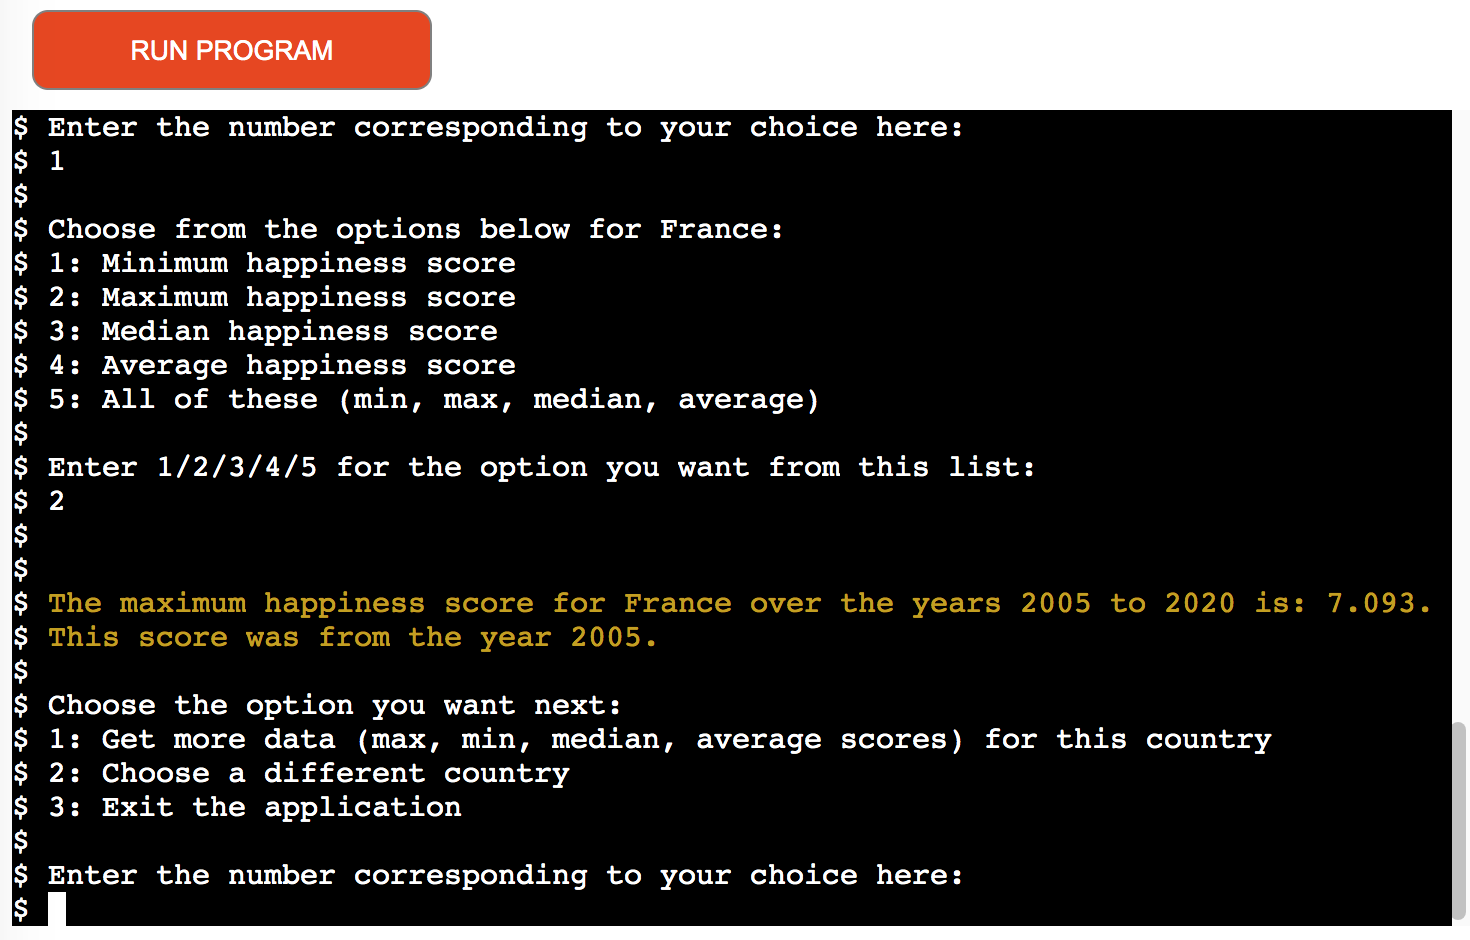 RUN PROGRAM
$ Enter the number corresponding to your choice here:
$ 1
$
$ Choose from the options below for France:
$ 1: Minimum happiness score
$ 2: Maximum happiness score
$ 3: Median happiness score
$ 4: Average happiness score
$ 5: All of these (min, max, median, average)
$
$ Enter 1/2/3/4/5 for the option you want from this list:
$ 2
$
$
$ The maximum happiness score for France over the years 2005 to 2020 is: 7.093.
$ This score was from the year 2005.
$
$ Choose the option you want next:
$ 1: Get more data (max, min, median, average scores) for this country
$ 2: Choose a different country
$ 3: Exit the application
$
$ Enter the number corresponding to your choice here:
$